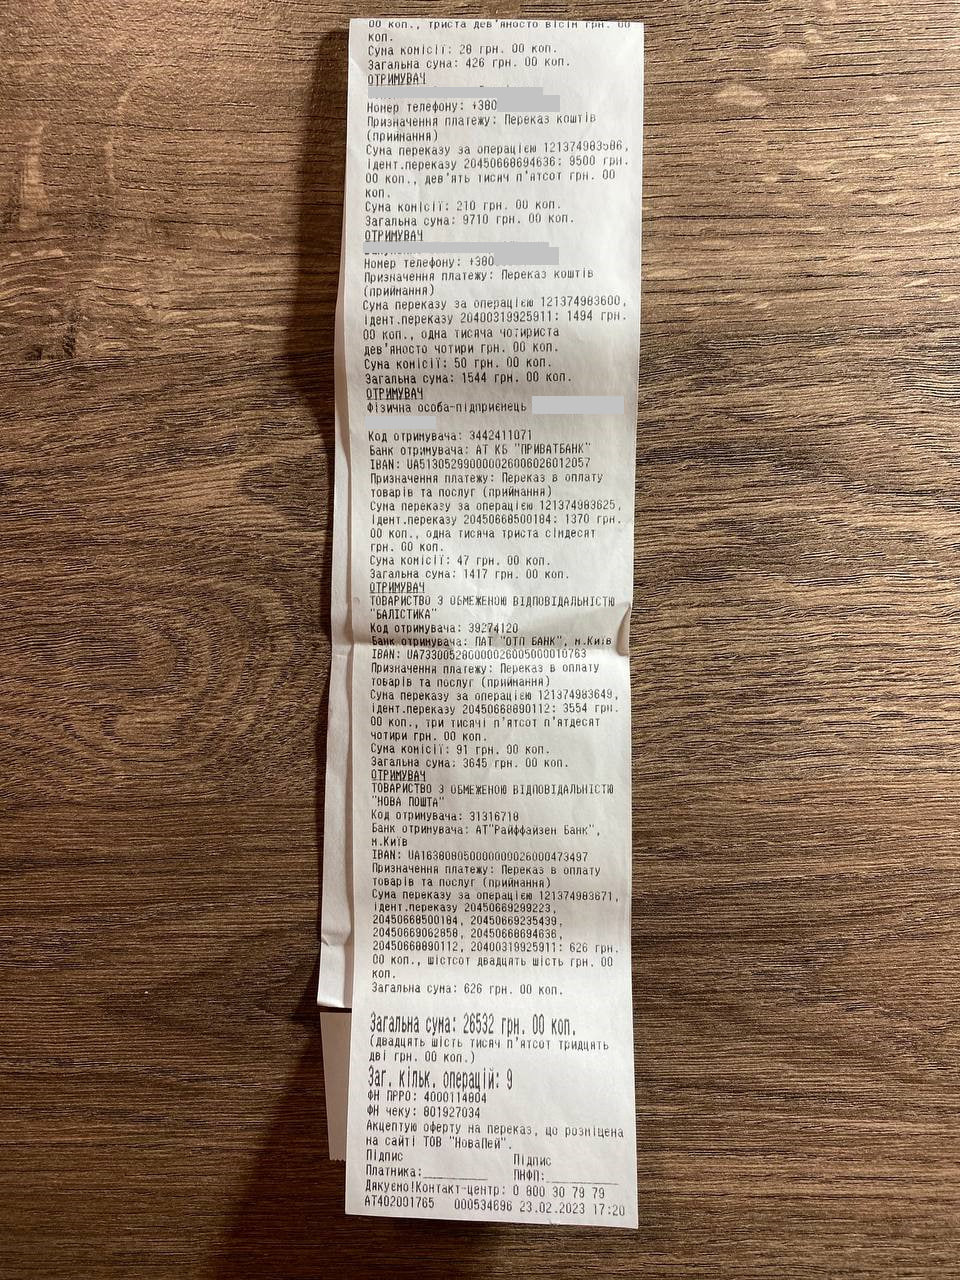 00 коп., триста дев'яносто вісім грн. 00
коп.
Сума комісії: 28 грн. 00 коп.
Загальна сума: 426 грн. 00 коп.
ОТРИМУВАЧ
Номер телефону: +380
Призначення платежу: Переказ коштів
(приймання)
Сума переказу за операцією 121374983586,
ідент.переказу 20450668694636: 9500 грн.
00 коп., дев'ять тисяч п'ятсот грн. 00
коп.
Сума комісії: 210 грн. 00 коп.
Загальна сума: 9710 грн. 00 коп.
ОТРИМУВАЧ
Номер телефону: +380
Призначення платежу: Переказ коштів
(приймання)
Сума переказу за операцією 121374983600,
ідент.переказу 20400319925911: 1494 грн.
00 коп., одна тисяча чотириста
дев'яносто чотири грн. 00 коп.
Сума комісії: 50 грн. 00 коп.
Загальна сума: 1544 грн. 00 коп.
ОТРИМУВАЧ
Фізична особа-підприємець
Код отримувача: 3442411071
Банк отримувача: АТ КБ "ПРИВАТБАНК"
IBAN: UA513052990000026006026012057
Призначення платежу: Переказ в оплату
товарів та послуг (приймання)
Сума переказу за операцією 121374983625,
ідент.переказу 20450668500184: 1370 грн.
00 коп., одна тисяча триста сімдесят
грн. 00 коп.
Сума комісії: 47 грн. 00 коп.
Загальна сума: 1417 грн. 00 коп.
ОТРИМУВАЧ
ТОВАРИСТВО З ОБМЕЖЕНОЮ ВІДПОВІДАЛЬНІСТЮ
"БАЛІСТИКА"
Код отримувача: 39274120
Банк отримувача: ПАТ "ОТП БАНК", м.Київ
IBAN: UA733005280000026005000010763
Призначення платежу: Переказ в оплату
товарів та послуг (приймання)
Сума переказу за операцією 121374983649,
ідент.переказу 20450668890112: 3554 грн.
00 коп., три тисячі п'ятсот п'ятдесят
чотири грн. 00 коп.
Сума комісії: 91 грн. 00 коп.
Загальна сума: 3645 грн. 00 коп.
ОТРИМУВАЧ
ТОВАРИСТВО З ОБМЕЖЕНОЮ ВІДПОВІДАЛЬНІСТЮ
"НОВА ПОШТА"
Код отримувача: 31316718
Банк отримувача: АТ"Райффайзен Банк",
м.Київ
IBAN: UA163808050000000026000473497
Призначення платежу: Переказ в оплату
товарів та послуг (приймання)
Сума переказу за операцією 121374983671,
ідент.переказу 20450669299223,
20450668500184, 20450669235439,
20450669062858, 20450668694636,
20450668890112, 20400319925911: 626 грн.
00 коп., шістсот двадцять шість грн. 00
коп.
Загальна сума: 626 грн. 00 коп.
Загальна сума: 26532 грн. 00 коп.
(двадцять шість тисяч п'ятсот тридцять
дві грн. 00 коп.)
Заг. кільк. операцій: 9
ФН ПРРО: 4000114804
ФН чеку: 801927034
Акцептую оферту на переказ, що розміщена
на сайті ТОВ "НоваПей".
Підпис Підпис
Платника:__________ ПНФП:__________
Дякуємо!Контакт-центр: 0 800 30 79 79
АТ402001765 000534696 23.02.2023 17:20